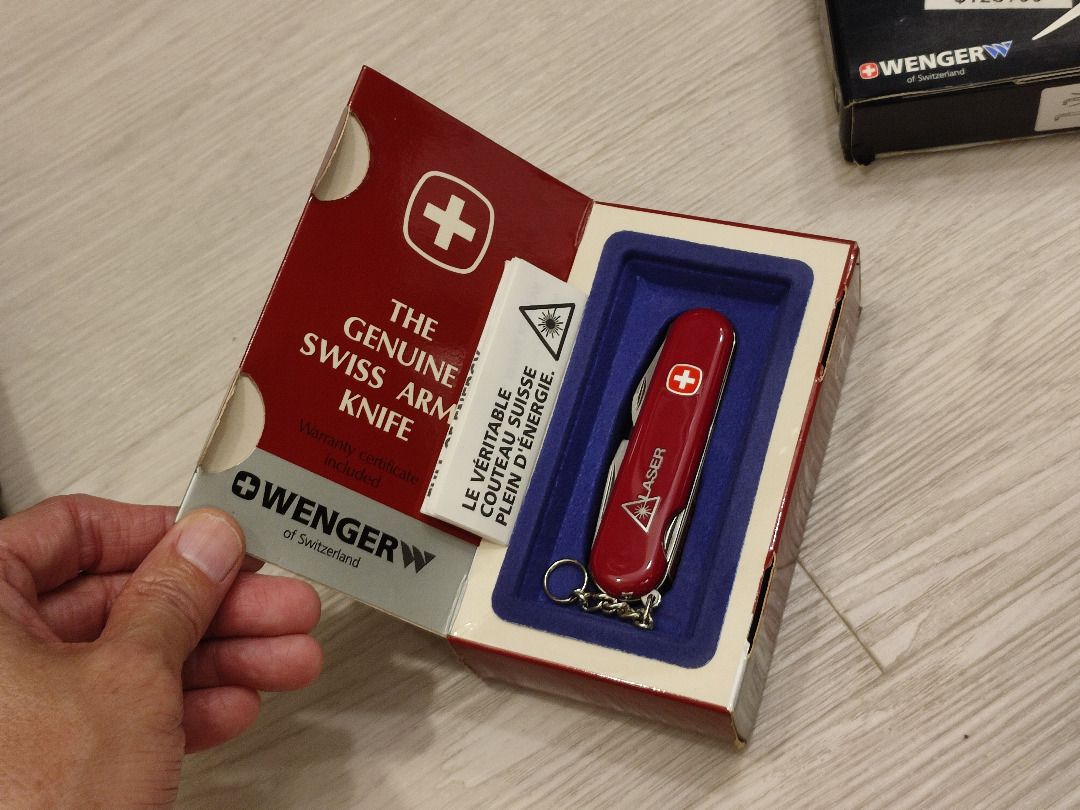 WENGER
of Switzerland
THE
GENUINE
SWISS ARM
KNIFE
Warranty certificate
included
WENGER
of Switzerland
LE VÉRITABLE
COUTEAU SUISSE
PLEIN D'ÉNERGIE.
LASER